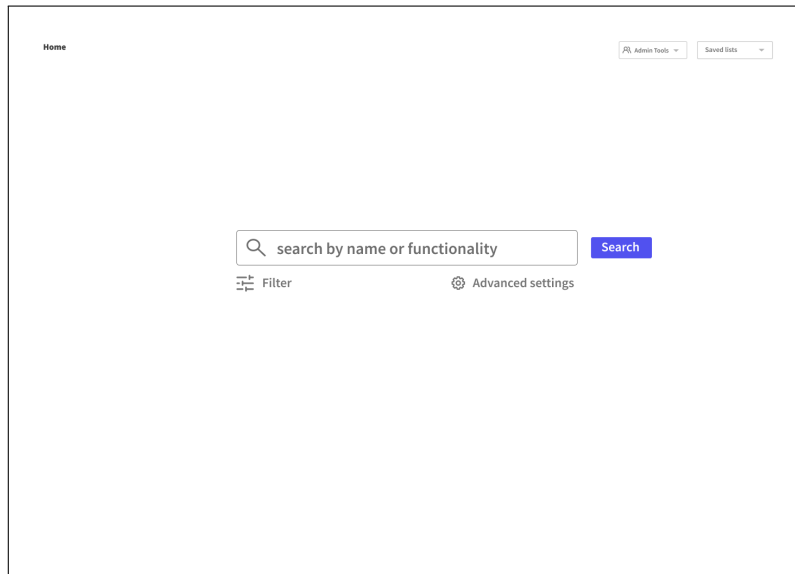 Home
Admin Tools
Saved lists
search by name or functionality
Search
Filter
Advanced settings